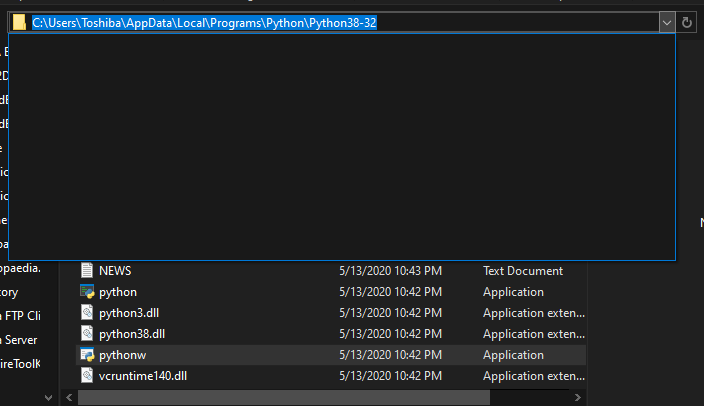 C:\Users\Toshiba\AppData\Local\Programs\Python\Python38-32
NEWS 5/13/2020 10:43 PM Text Document
ppaedia. python 5/13/2020 10:42 PM Application
tory python3.dll 5/13/2020 10:42 PM Application exten...
FTP Cli python38.dll 5/13/2020 10:42 PM Application exten...
Server pythonw 5/13/2020 10:42 PM Application
ireToolK vcruntime140.dll 5/13/2020 10:42 PM Application exten...